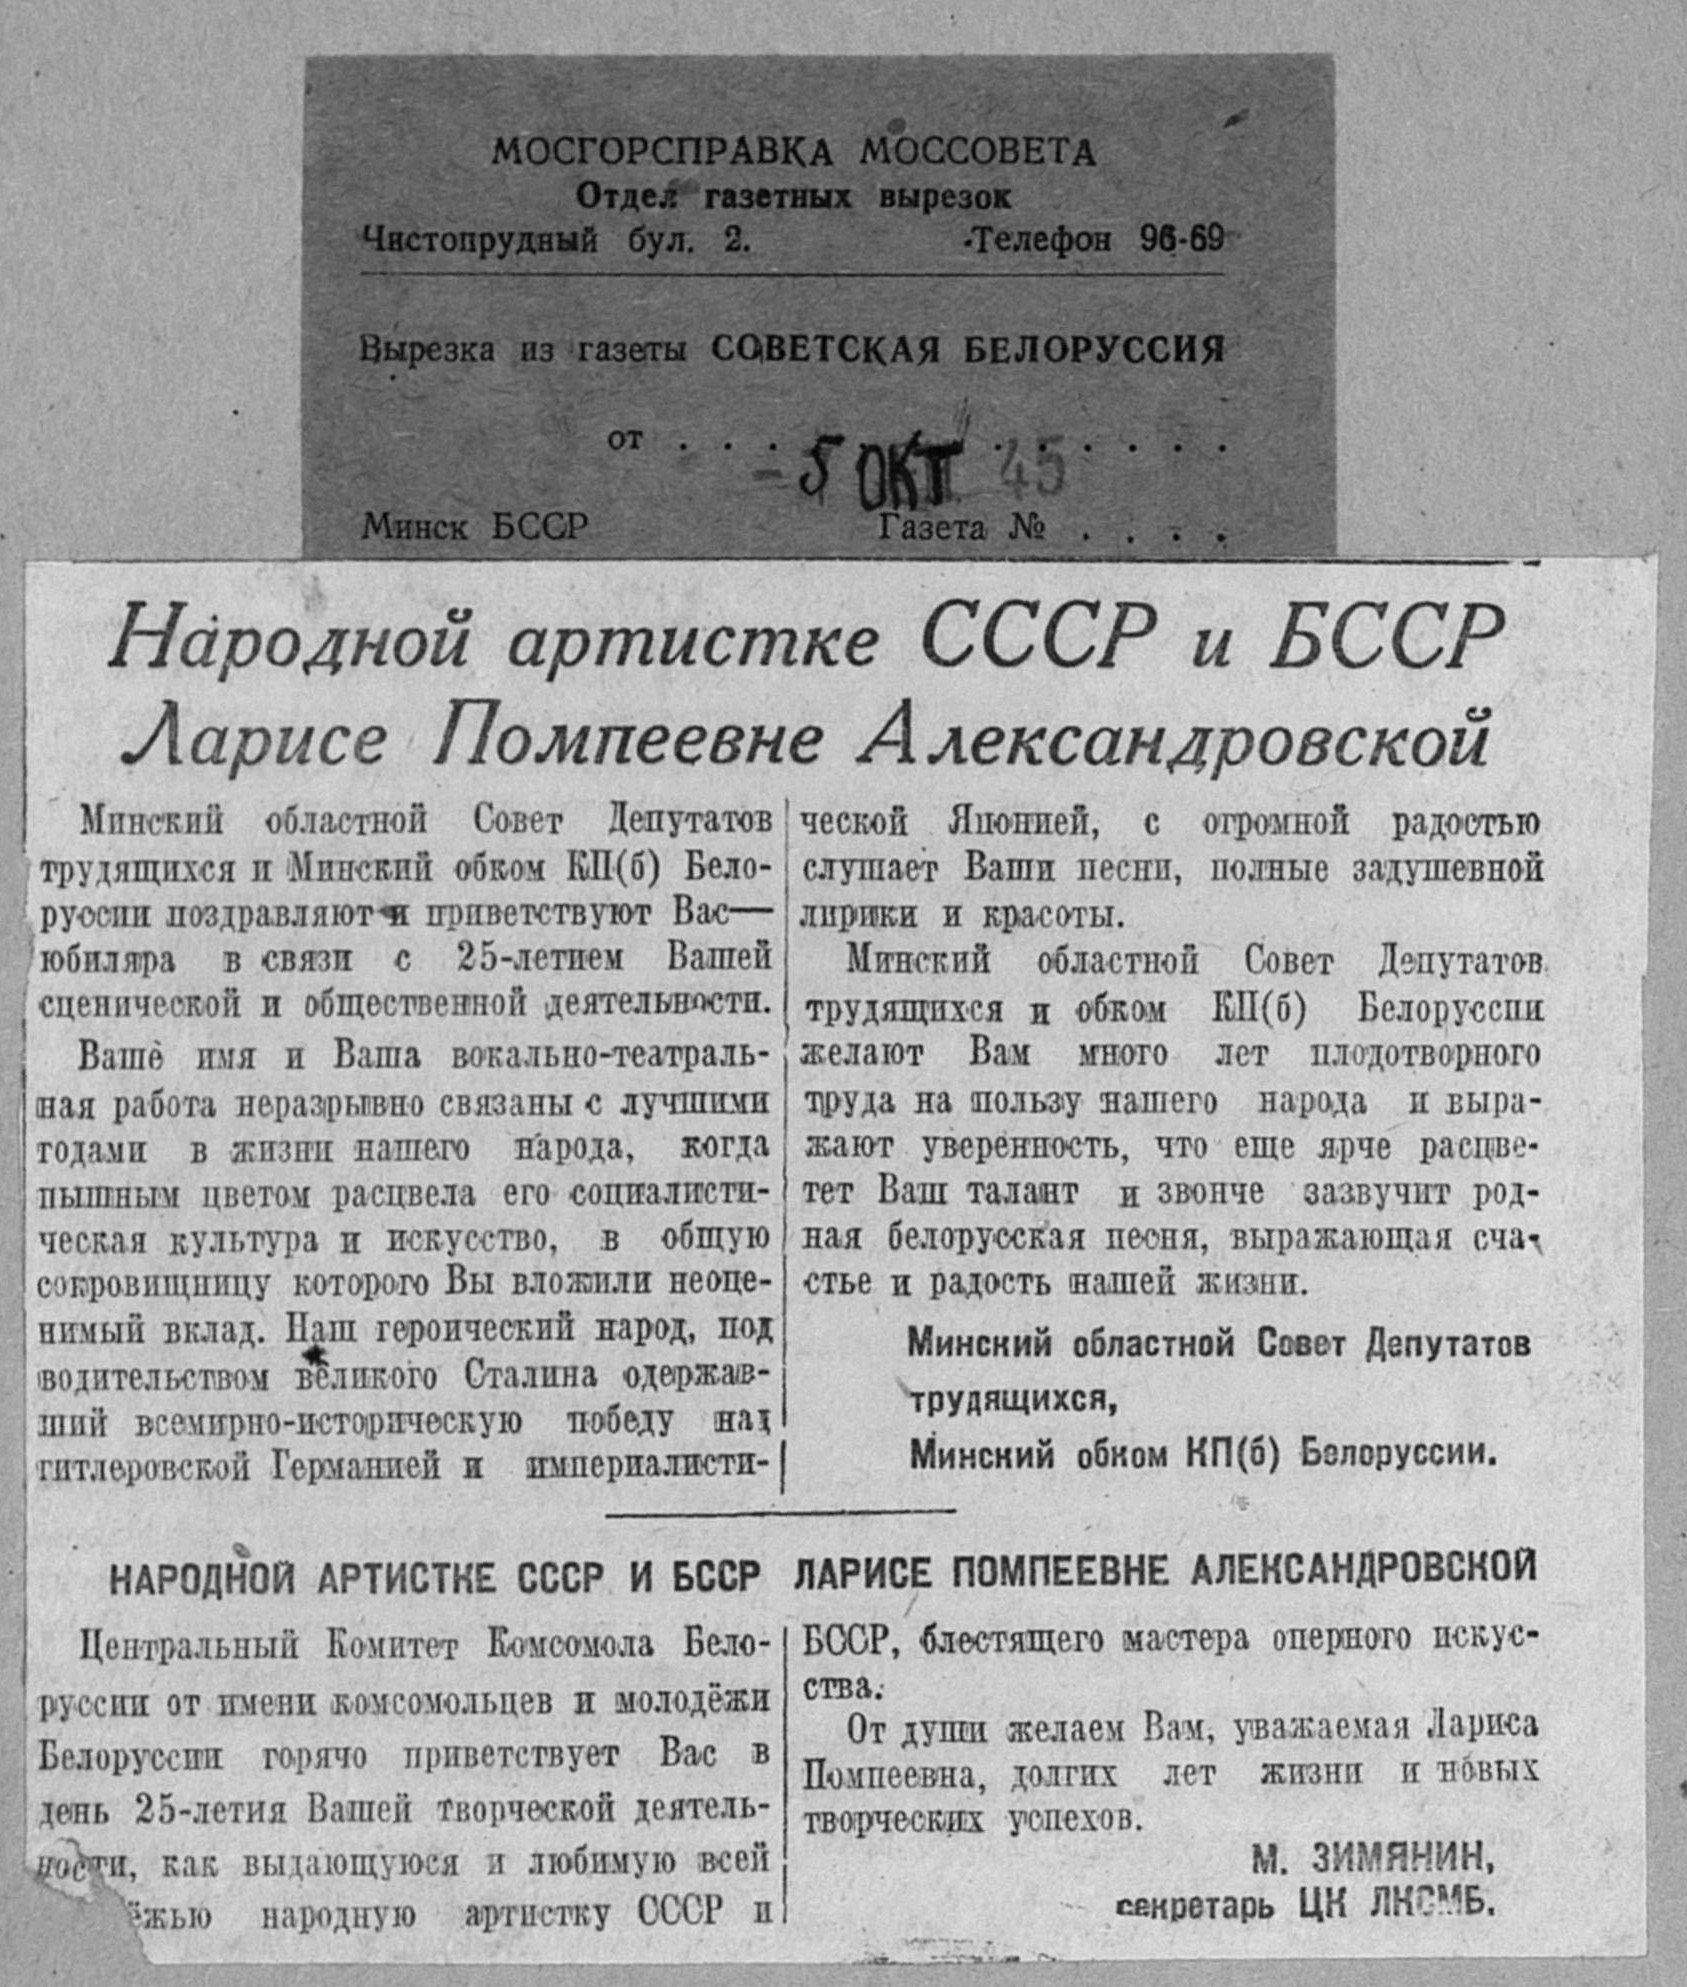 МОСГОРСПРАВКА МОССОВЕТА
Отдел газетных вырезок
Чистопрудный бул. 2. Телефон 96-69
Вырезка из газеты СОВЕТСКАЯ БЕЛОРУССИЯ
от . . . . . . . . . . . .
- 5 ОКТ 45
Минск БССР Газета № . . . .
Народной артистке СССР и БССР
Ларисе Помпеевне Александровской
Минский областной Совет Депутатов
трудящихся и Минский обком КП(б) Бело-
руссии поздравляют и приветствуют Вас—
юбиляра в связи с 25-летием Вашей
сценической и общественной деятельности.
Ваше имя и Ваша вокально-театраль-
ная работа неразрывно связаны с лучшими
годами в жизни нашего народа, когда
пышным цветом расцвела его социалисти-
ческая культура и искусство, в общую
сокровищницу которого Вы вложили неоце-
нимый вклад. Наш героический народ, под
водительством великого Сталина одержав-
ший всемирно-историческую победу над
гитлеровской Германией и империалисти-
ческой Японией, с огромной радостью
слушает Ваши песни, полные задушевной
лирики и красоты.
Минский областной Совет Депутатов
трудящихся и обком КП(б) Белоруссии
желают Вам много лет плодотворного
труда на пользу нашего народа и выра-
жают уверенность, что еще ярче расцве-
тет Ваш талант и звонче зазвучит род-
ная белорусская песня, выражающая сча-
стье и радость нашей жизни.
Минский областной Совет Депутатов
трудящихся,
Минский обком КП(б) Белоруссии.
НАРОДНОЙ АРТИСТКЕ СССР И БССР ЛАРИСЕ ПОМПЕЕВНЕ АЛЕКСАНДРОВСКОЙ
Центральный Комитет Комсомола Бело-
руссии от имени комсомольцев и молодёжи
Белоруссии горячо приветствует Вас в
день 25-летия Вашей творческой деятель-
ности, как выдающуюся и любимую всей
ёжью народную артистку СССР и
БССР, блестящего мастера оперного искус-
ства.
От души желаем Вам, уважаемая Лариса
Помпеевна, долгих лет жизни и новых
творческих успехов.
М. ЗИМЯНИН,
секретарь ЦК ЛКСМБ.